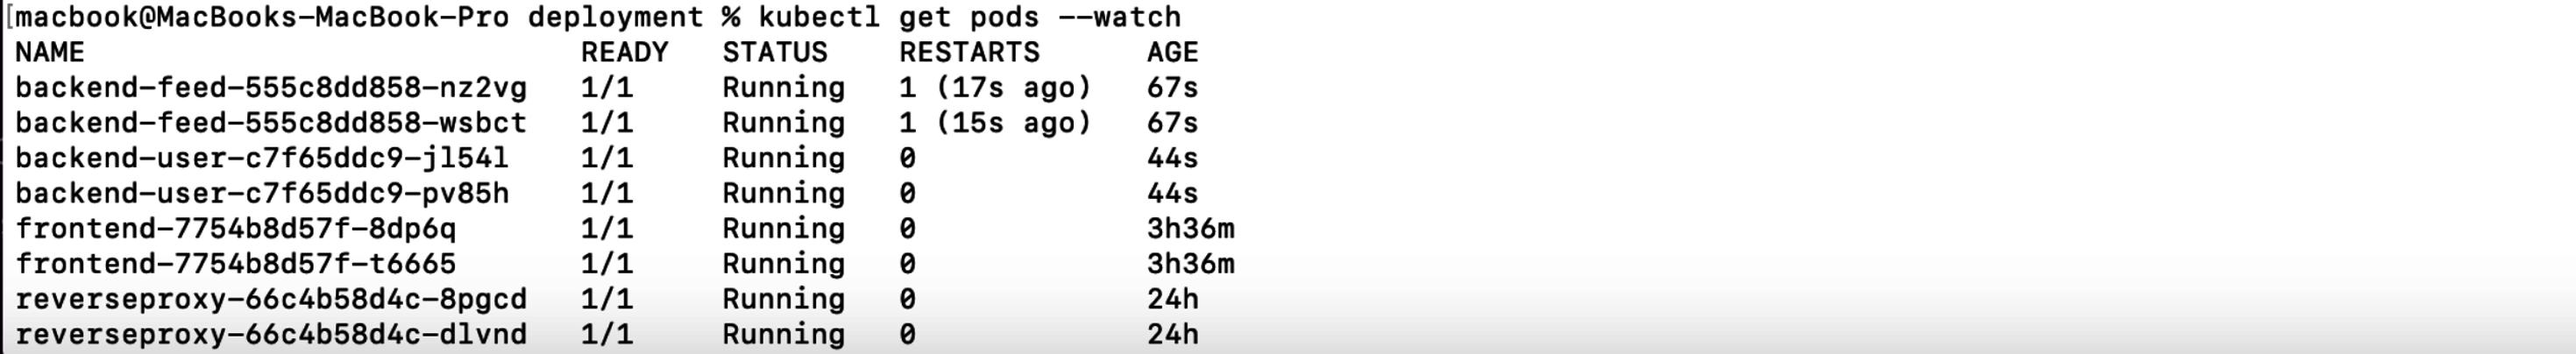 [macbook@MacBooks-MacBook-Pro deployment % kubectl get pods --watch
NAME READY STATUS RESTARTS AGE
backend-feed-555c8dd858-nz2vg 1/1 Running 1 (17s ago) 67s
backend-feed-555c8dd858-wsbct 1/1 Running 1 (15s ago) 67s
backend-user-c7f65ddc9-jl54l 1/1 Running 0 44s
backend-user-c7f65ddc9-pv85h 1/1 Running 0 44s
frontend-7754b8d57f-8dp6q 1/1 Running 0 3h36m
frontend-7754b8d57f-t6665 1/1 Running 0 3h36m
reverseproxy-66c4b58d4c-8pgcd 1/1 Running 0 24h
reverseproxy-66c4b58d4c-dlvnd 1/1 Running 0 24h